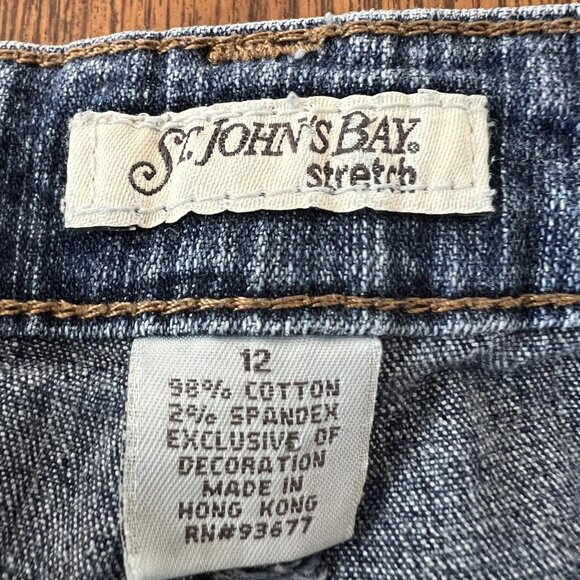 ST. JOHN'S BAY®
stretch
12
98% COTTON
2% SPANDEX
EXCLUSIVE OF
DECORATION
MADE IN
HONG KONG
RN#93677